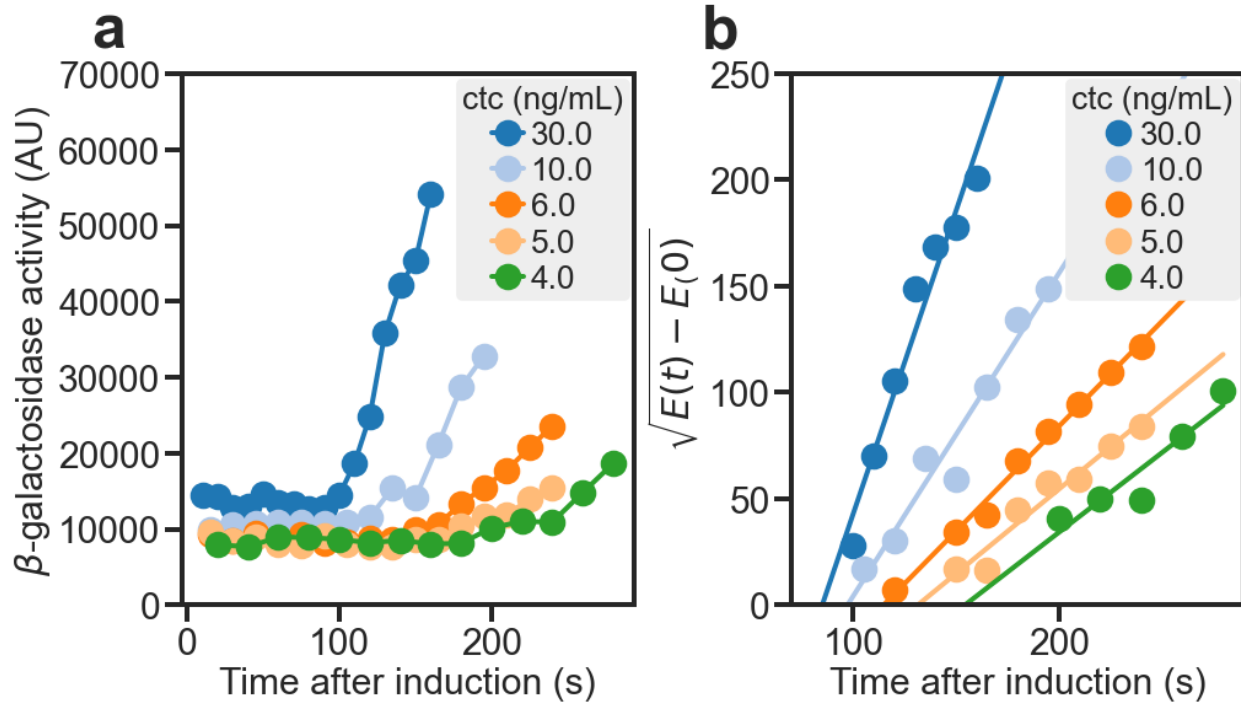 a
70000
60000
50000
40000
30000
20000
10000
0
β-galactosidase activity (AU)
ctc (ng/mL)
30.0
10.0
6.0
5.0
4.0
0 100 200
Time after induction (s)
b
250
200
150
100
50
0
√E(t) − E(0)
ctc (ng/mL)
30.0
10.0
6.0
5.0
4.0
100 200
Time after induction (s)